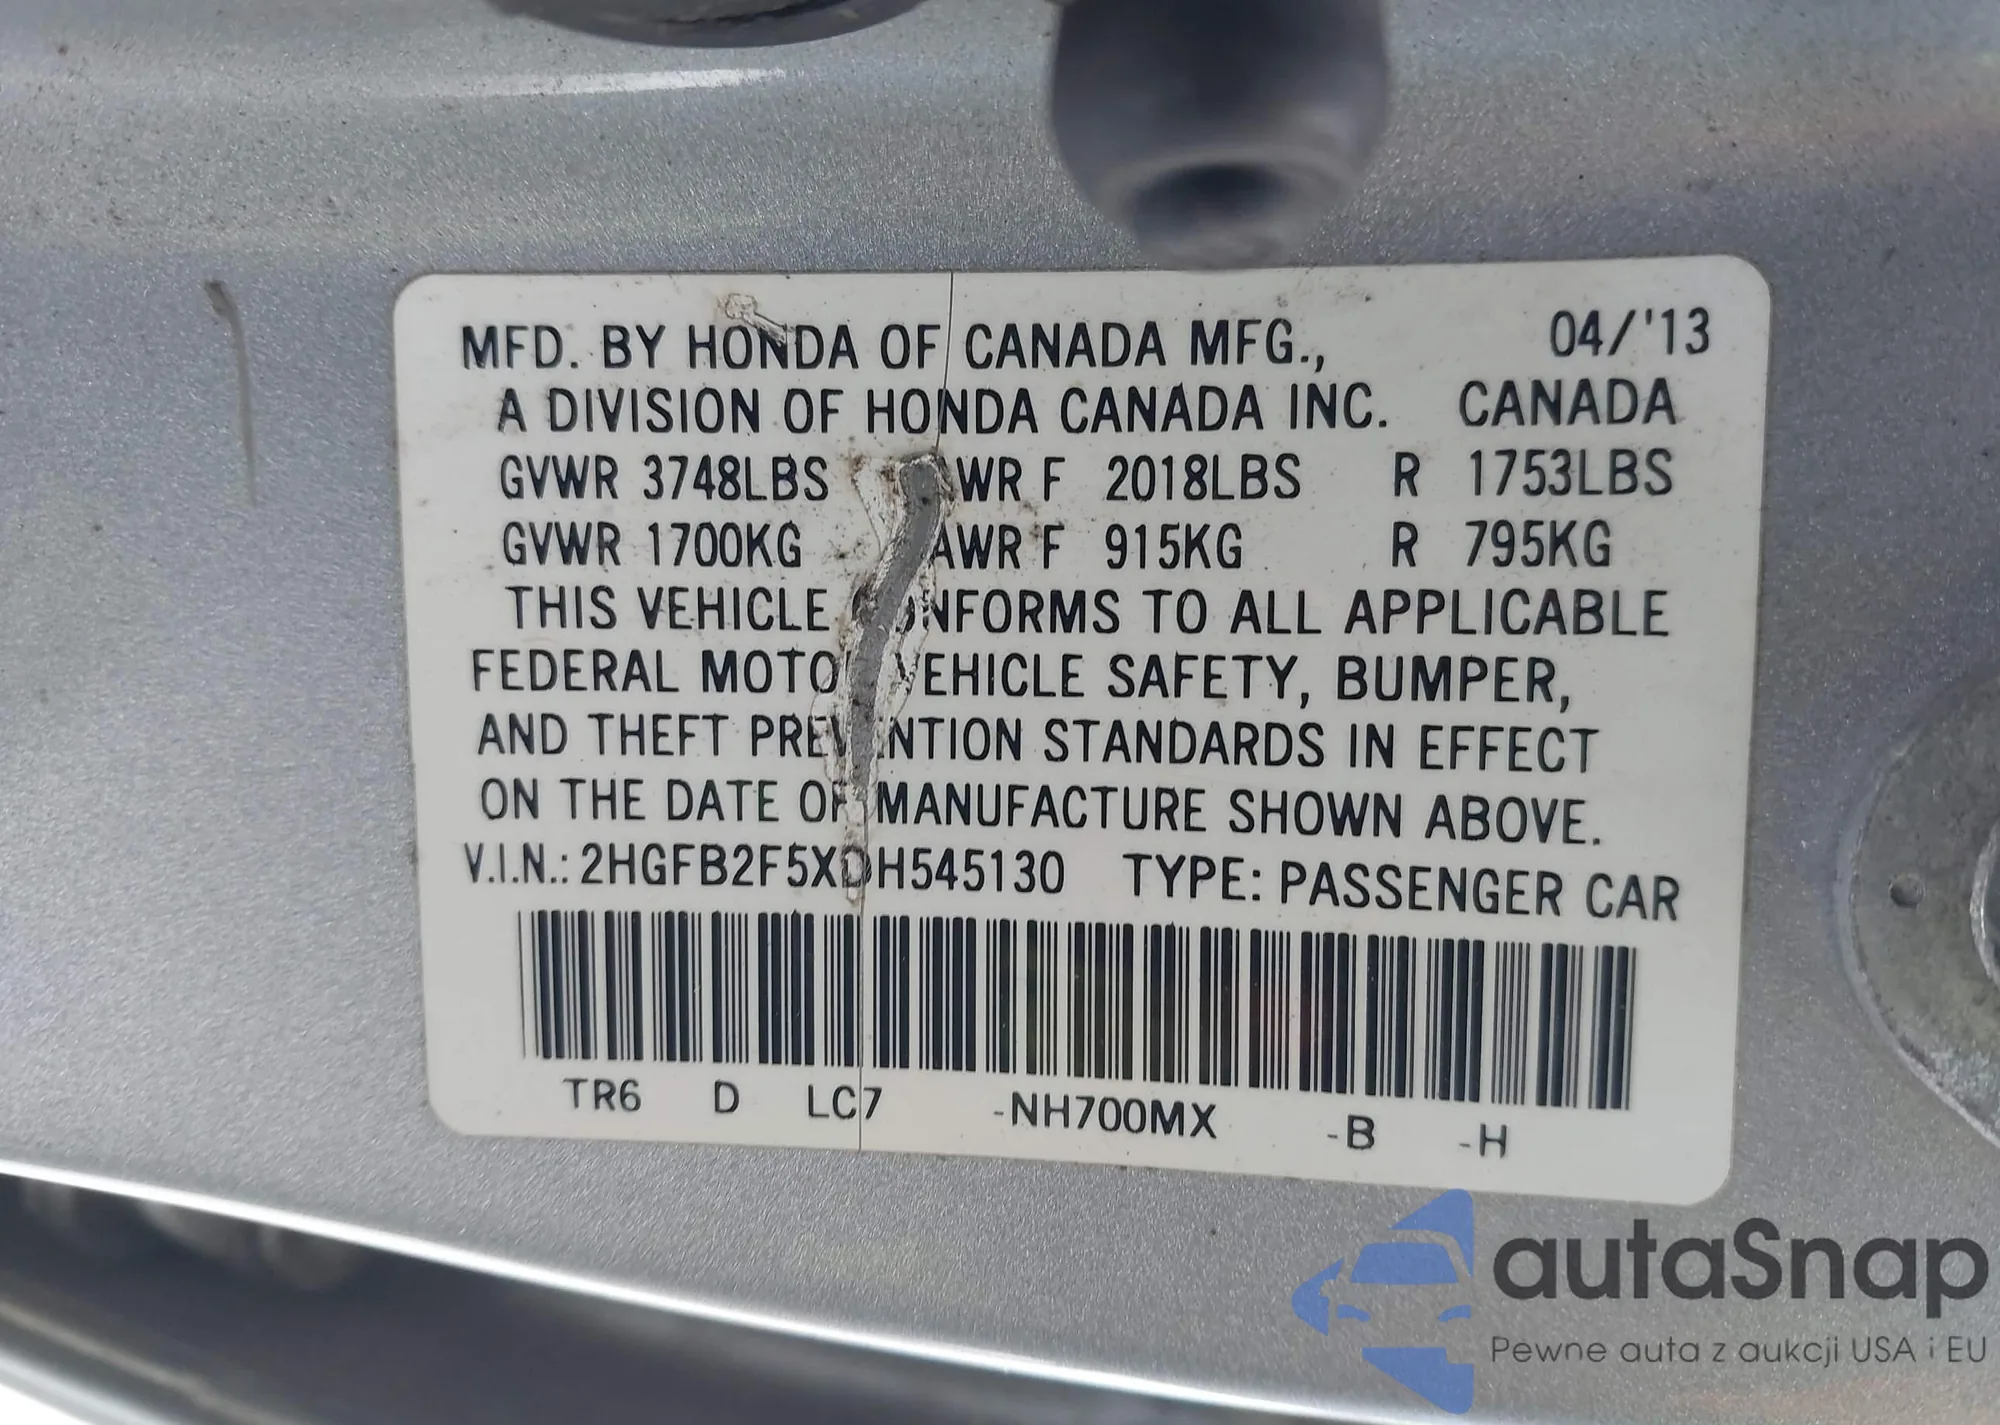 MFD. BY HONDA OF CANADA MFG., 04/'13
A DIVISION OF HONDA CANADA INC. CANADA
GVWR 3748LBS WR F 2018LBS R 1753LBS
GVWR 1700KG AWR F 915KG R 795KG
THIS VEHICLE CONFORMS TO ALL APPLICABLE
FEDERAL MOTO VEHICLE SAFETY, BUMPER,
AND THEFT PREVENTION STANDARDS IN EFFECT
ON THE DATE OF MANUFACTURE SHOWN ABOVE.
V.I.N.: 2HGFB2F5XDH545130 TYPE: PASSENGER CAR
TR6 D LC7 -NH700MX -B -H
autaSnap
Pewne auta z aukcji USA i EU